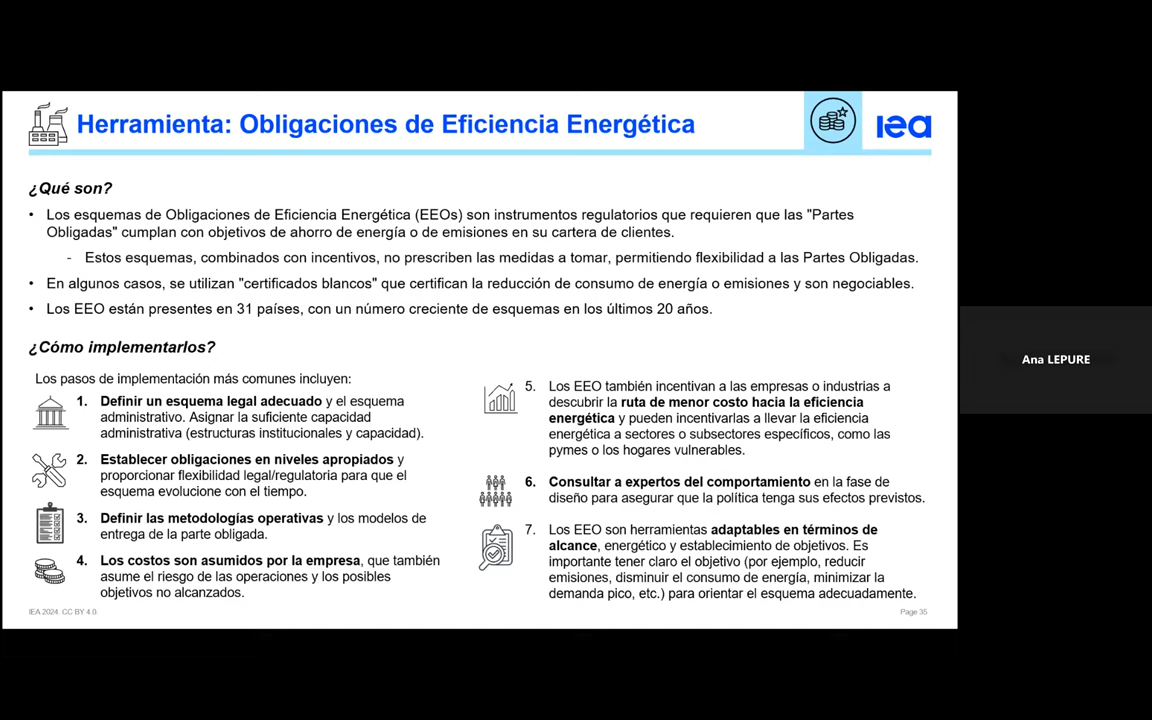 Herramienta: Obligaciones de Eficiencia Energética
iea
¿Qué son?
• Los esquemas de Obligaciones de Eficiencia Energética (EEOs) son instrumentos regulatorios que requieren que las "Partes
Obligadas" cumplan con objetivos de ahorro de energía o de emisiones en su cartera de clientes.
- Estos esquemas, combinados con incentivos, no prescriben las medidas a tomar, permitiendo flexibilidad a las Partes Obligadas.
• En algunos casos, se utilizan "certificados blancos" que certifican la reducción de consumo de energía o emisiones y son negociables.
• Los EEO están presentes en 31 países, con un número creciente de esquemas en los últimos 20 años.
¿Cómo implementarlos?
Los pasos de implementación más comunes incluyen:
1. Definir un esquema legal adecuado y el esquema
administrativo. Asignar la suficiente capacidad
administrativa (estructuras institucionales y capacidad).
2. Establecer obligaciones en niveles apropiados y
proporcionar flexibilidad legal/regulatoria para que el
esquema evolucione con el tiempo.
3. Definir las metodologías operativas y los modelos de
entrega de la parte obligada.
4. Los costos son asumidos por la empresa, que también
asume el riesgo de las operaciones y los posibles
objetivos no alcanzados.
5. Los EEO también incentivan a las empresas o industrias a
descubrir la ruta de menor costo hacia la eficiencia
energética y pueden incentivarlas a llevar la eficiencia
energética a sectores o subsectores específicos, como las
pymes o los hogares vulnerables.
6. Consultar a expertos del comportamiento en la fase de
diseño para asegurar que la política tenga sus efectos previstos.
7. Los EEO son herramientas adaptables en términos de
alcance, energético y establecimiento de objetivos. Es
importante tener claro el objetivo (por ejemplo, reducir
emisiones, disminuir el consumo de energía, minimizar la
demanda pico, etc.) para orientar el esquema adecuadamente.
IEA 2024. CC BY 4.0.
Page 35
Ana LEPURE